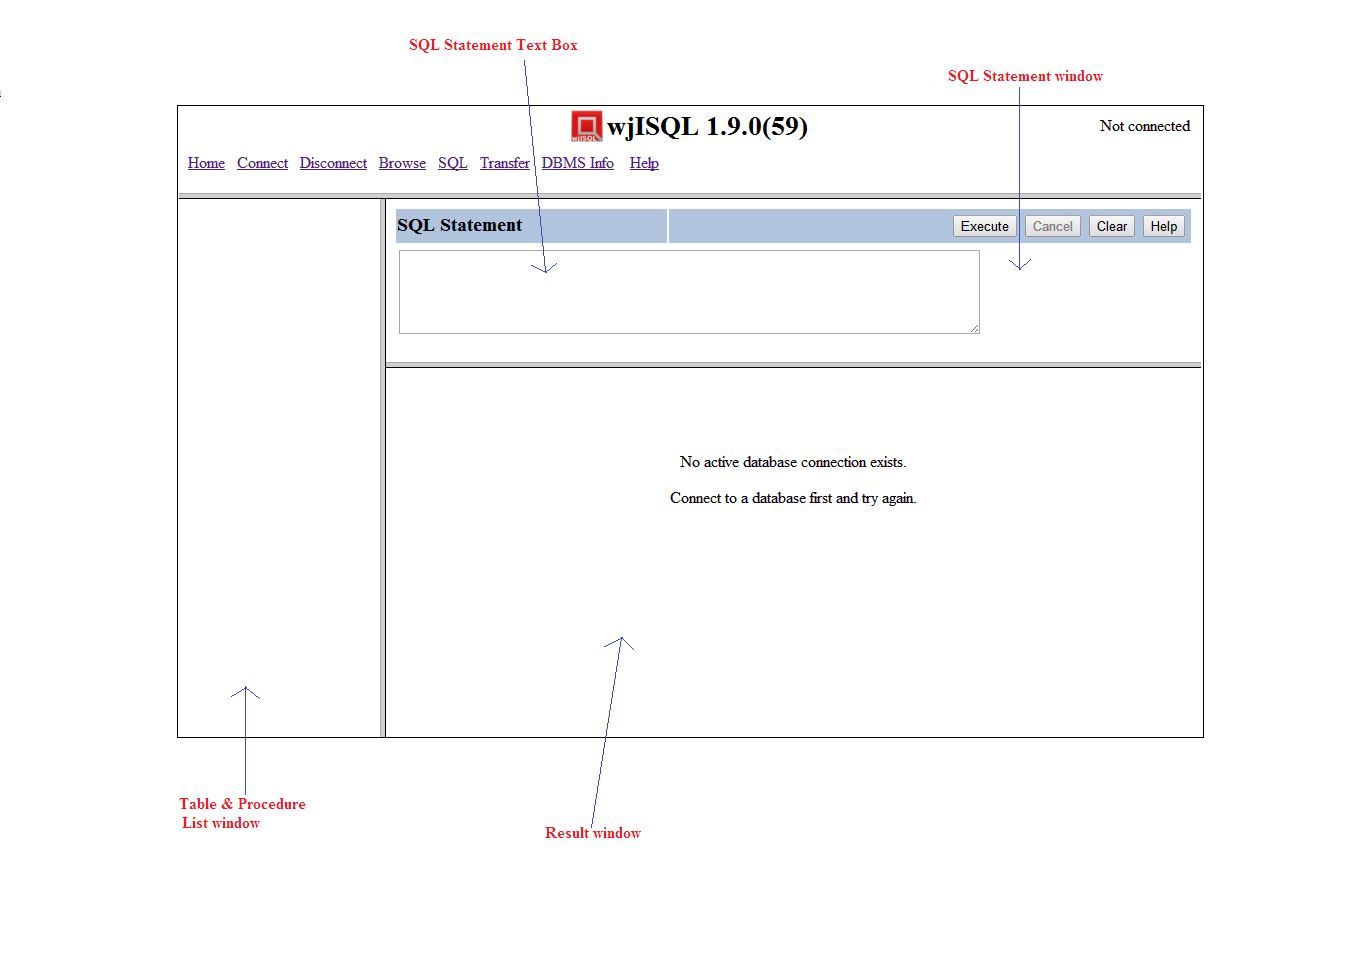 SQL Statement Text Box
SQL Statement window
wjISQL 1.9.0(59)
Not connected
Home Connect Disconnect Browse SQL Transfer DBMS Info Help
SQL Statement
Execute Cancel Clear Help
No active database connection exists.
Connect to a database first and try again.
Table & Procedure
List window
Result window